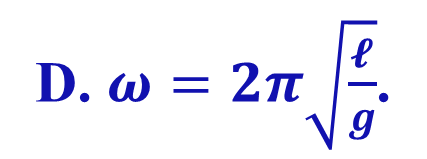 D. ω = 2π√(ℓ/g).